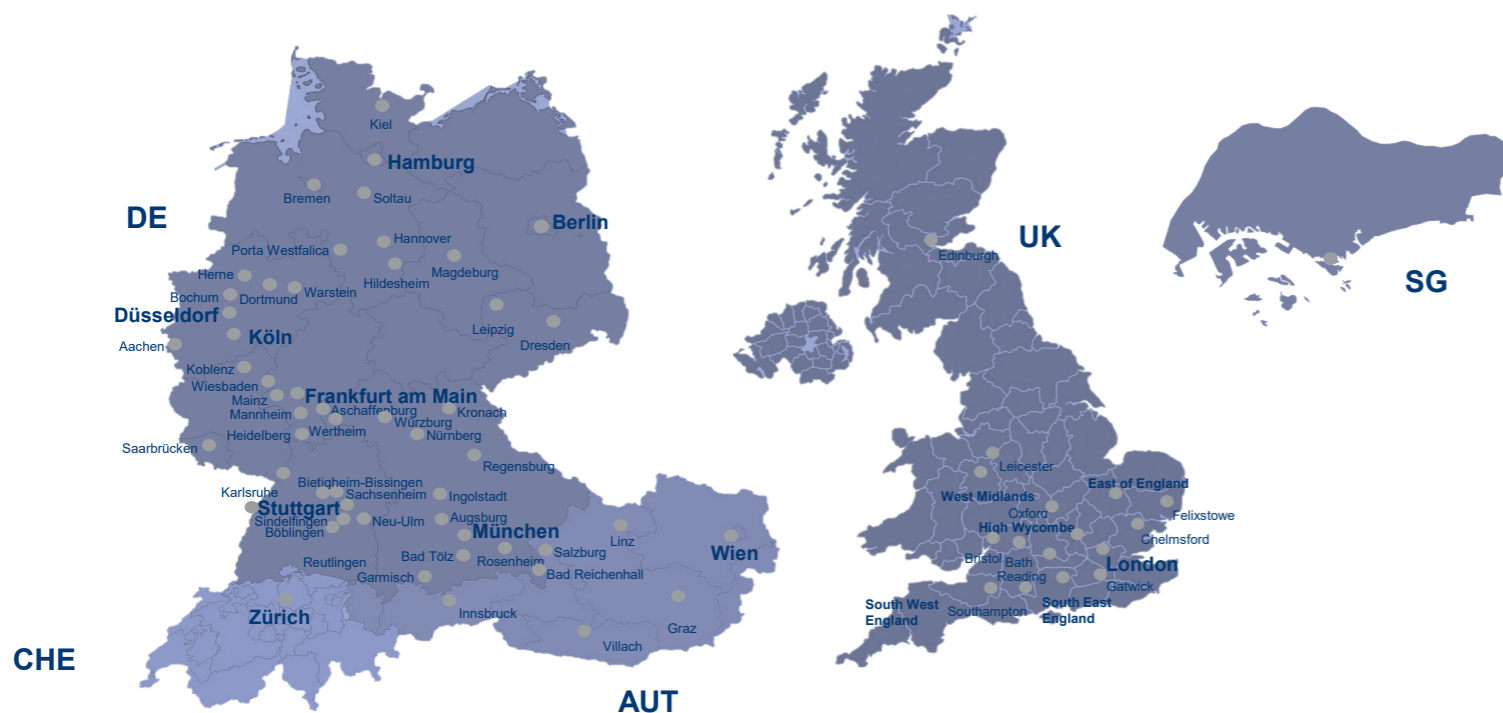 Kiel
Hamburg
Bremen
Soltau
DE
Berlin
Hannover
Porta Westfalica
Magdeburg
Herne
Hildesheim
Bochum
Dortmund
Warstein
Düsseldorf
Leipzig
Köln
Aachen
Dresden
Koblenz
Wiesbaden
Frankfurt am Main
Mainz
Aschaffenburg
Kronach
Mannheim
Würzburg
Heidelberg
Wertheim
Nürnberg
Saarbrücken
Regensburg
Bietigheim-Bissingen
Karlsruhe
Sachsenheim
Ingolstadt
Stuttgart
Sindelfingen
Neu-Ulm
Augsburg
Böblingen
München
Linz
Wien
Reutlingen
Bad Tölz
Rosenheim
Salzburg
Garmisch
Bad Reichenhall
Zürich
Innsbruck
Graz
Villach
CHE
AUT
UK
Edinburgh
Leicester
East of England
West Midlands
Oxford
Felixstowe
High Wycombe
Chelmsford
Bristol
Bath
London
Reading
Gatwick
South West
England
Southampton
South East
England
SG